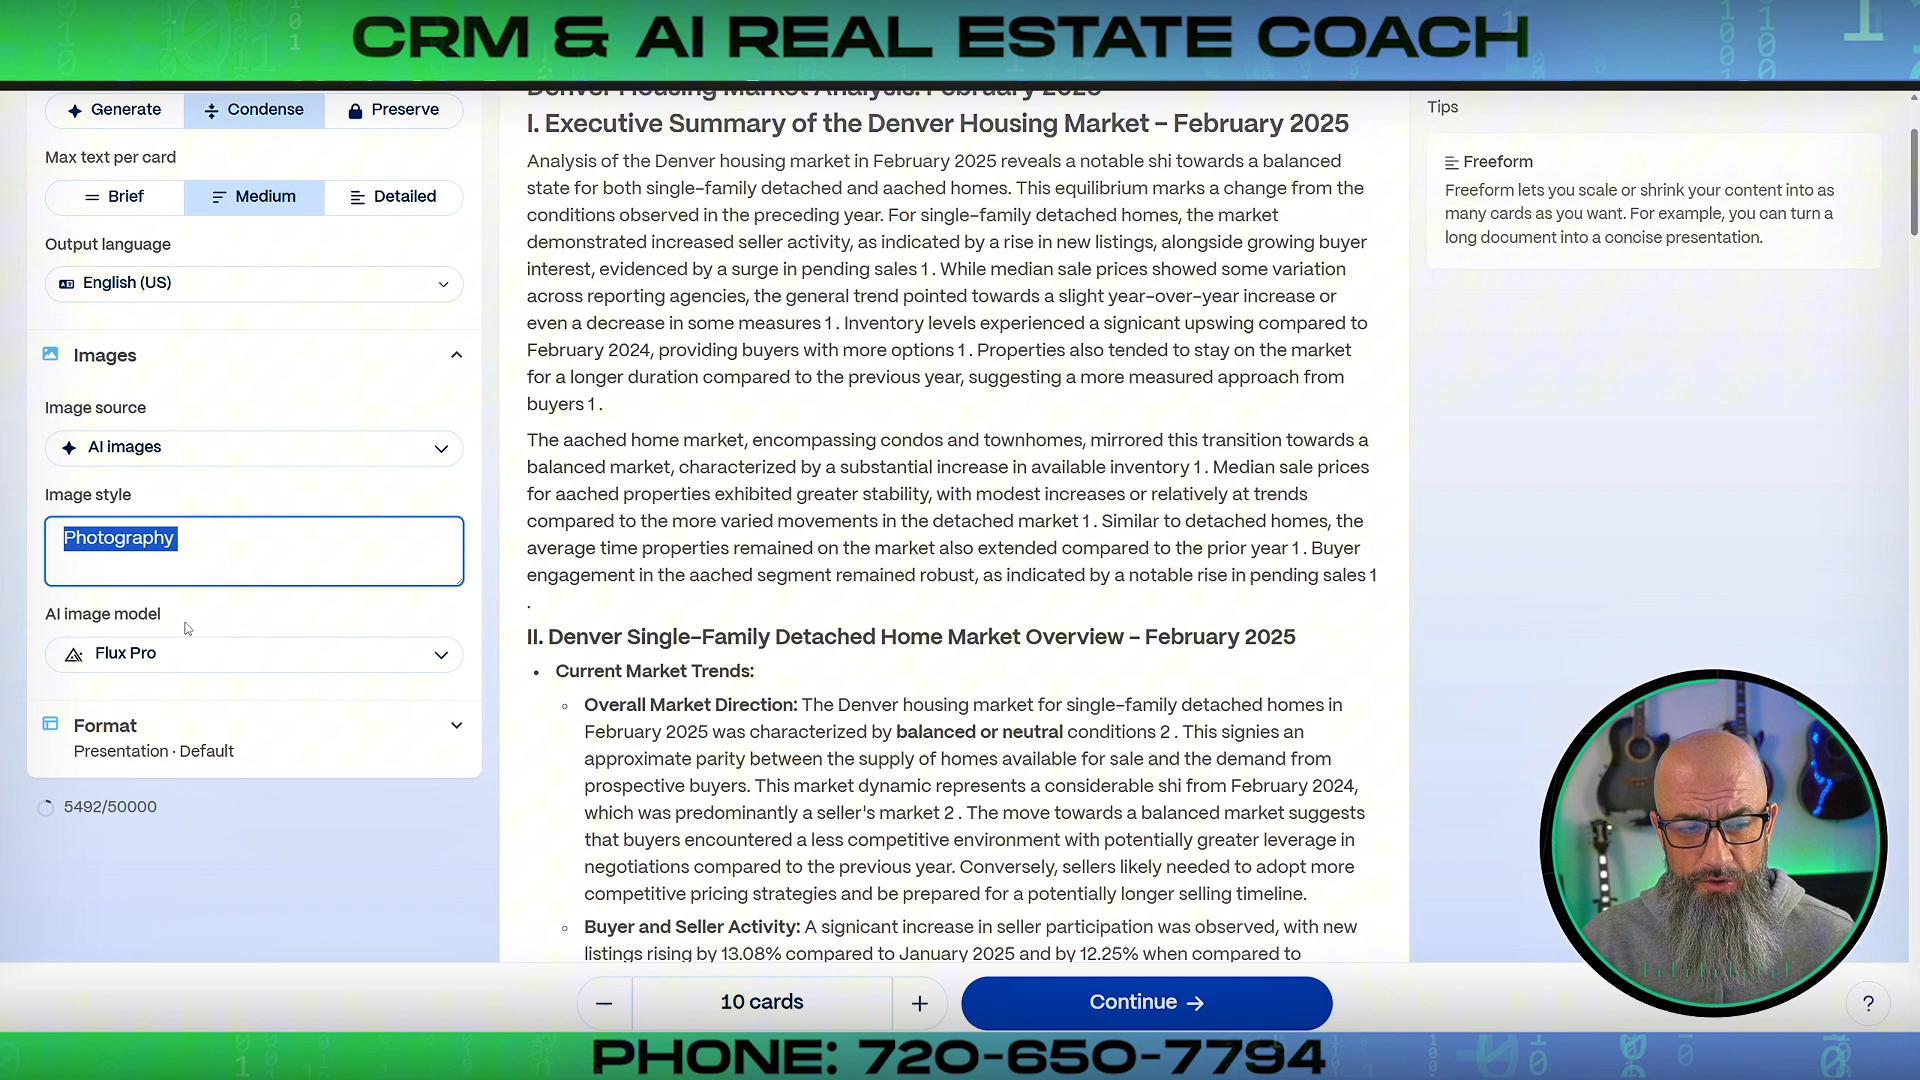 CRM & AI REAL ESTATE COACH
Generate
Condense
Preserve
Max text per card
Brief
Medium
Detailed
Output language
English (US)
Images
Image source
AI images
Image style
Photography
AI image model
Flux Pro
Format
Presentation · Default
5492/50000
Denver Housing Market Analysis: February 2025
I. Executive Summary of the Denver Housing Market – February 2025
Analysis of the Denver housing market in February 2025 reveals a notable shi towards a balanced
state for both single-family detached and aached homes. This equilibrium marks a change from the
conditions observed in the preceding year. For single-family detached homes, the market
demonstrated increased seller activity, as indicated by a rise in new listings, alongside growing buyer
interest, evidenced by a surge in pending sales 1 . While median sale prices showed some variation
across reporting agencies, the general trend pointed towards a slight year-over-year increase or
even a decrease in some measures 1 . Inventory levels experienced a signicant upswing compared to
February 2024, providing buyers with more options 1 . Properties also tended to stay on the market
for a longer duration compared to the previous year, suggesting a more measured approach from
buyers 1 .
The aached home market, encompassing condos and townhomes, mirrored this transition towards a
balanced market, characterized by a substantial increase in available inventory 1 . Median sale prices
for aached properties exhibited greater stability, with modest increases or relatively at trends
compared to the more varied movements in the detached market 1 . Similar to detached homes, the
average time properties remained on the market also extended compared to the prior year 1 . Buyer
engagement in the aached segment remained robust, as indicated by a notable rise in pending sales 1
.
II. Denver Single-Family Detached Home Market Overview – February 2025
• Current Market Trends:
◦ Overall Market Direction: The Denver housing market for single-family detached homes in
February 2025 was characterized by balanced or neutral conditions 2 . This signies an
approximate parity between the supply of homes available for sale and the demand from
prospective buyers. This market dynamic represents a considerable shi from February 2024,
which was predominantly a seller's market 2 . The move towards a balanced market suggests
that buyers encountered a less competitive environment with potentially greater leverage in
negotiations compared to the previous year. Conversely, sellers likely needed to adopt more
competitive pricing strategies and be prepared for a potentially longer selling timeline.
◦ Buyer and Seller Activity: A signicant increase in seller participation was observed, with new
listings rising by 13.08% compared to January 2025 and by 12.25% when compared to
Tips
Freeform
Freeform lets you scale or shrink your content into as
many cards as you want. For example, you can turn a
long document into a concise presentation.
− 10 cards +
Continue →
?
PHONE: 720-650-7794